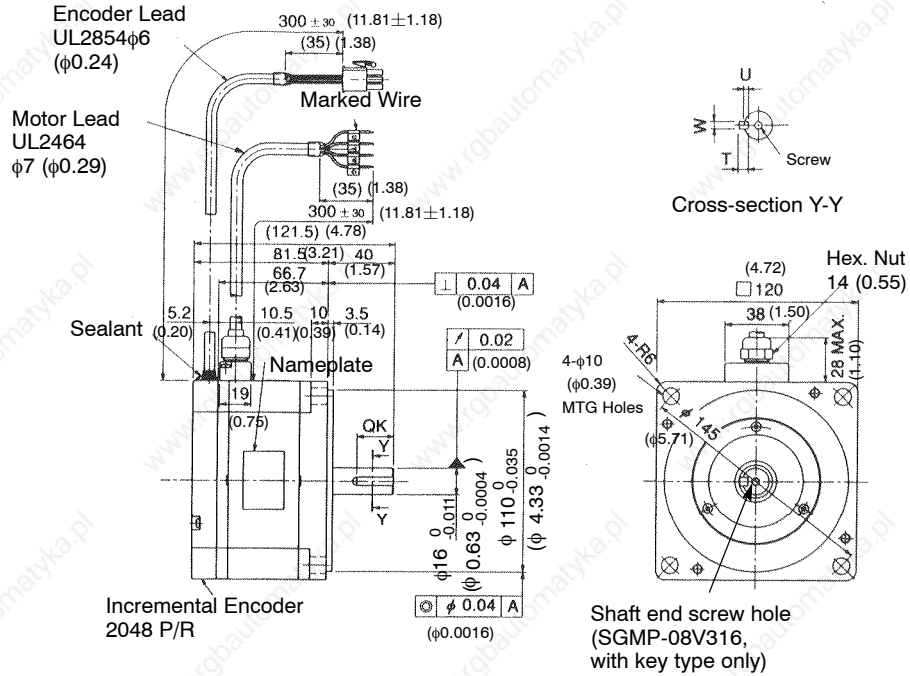 Encoder Lead
UL2854ϕ6
(ϕ0.24)
300 ± 30 (11.81±1.18)
(35) (1.38)
Marked Wire
Motor Lead
UL2464
ϕ7 (ϕ0.29)
(35) (1.38)
300 ± 30 (11.81±1.18)
(121.5) (4.78)
81.5 (3.21) 40
(1.57)
66.7
(2.63)
⊥ 0.04 A
(0.0016)
5.2
(0.20)
10.5
(0.41)
10
(0.39)
3.5
(0.14)
Sealant
Nameplate
↗ 0.02
A (0.0008)
19
(0.75)
QK
Y
Y
ϕ16 0 -0.011
(ϕ 0.63 0 -0.0004)
ϕ 110 0 -0.035
(ϕ 4.33 0 -0.0014)
◎ ϕ 0.04 A
(ϕ0.0016)
Incremental Encoder
2048 P/R
U
W
T
Screw
Cross-section Y-Y
(4.72)
□ 120
Hex. Nut
14 (0.55)
38 (1.50)
28 MAX.
(1.10)
4-R6
4-ϕ10
(ϕ0.39)
MTG Holes
ϕ 145
(ϕ5.71)
Shaft end screw hole
(SGMP-08V316,
with key type only)
www.rgbautomatyka.pl